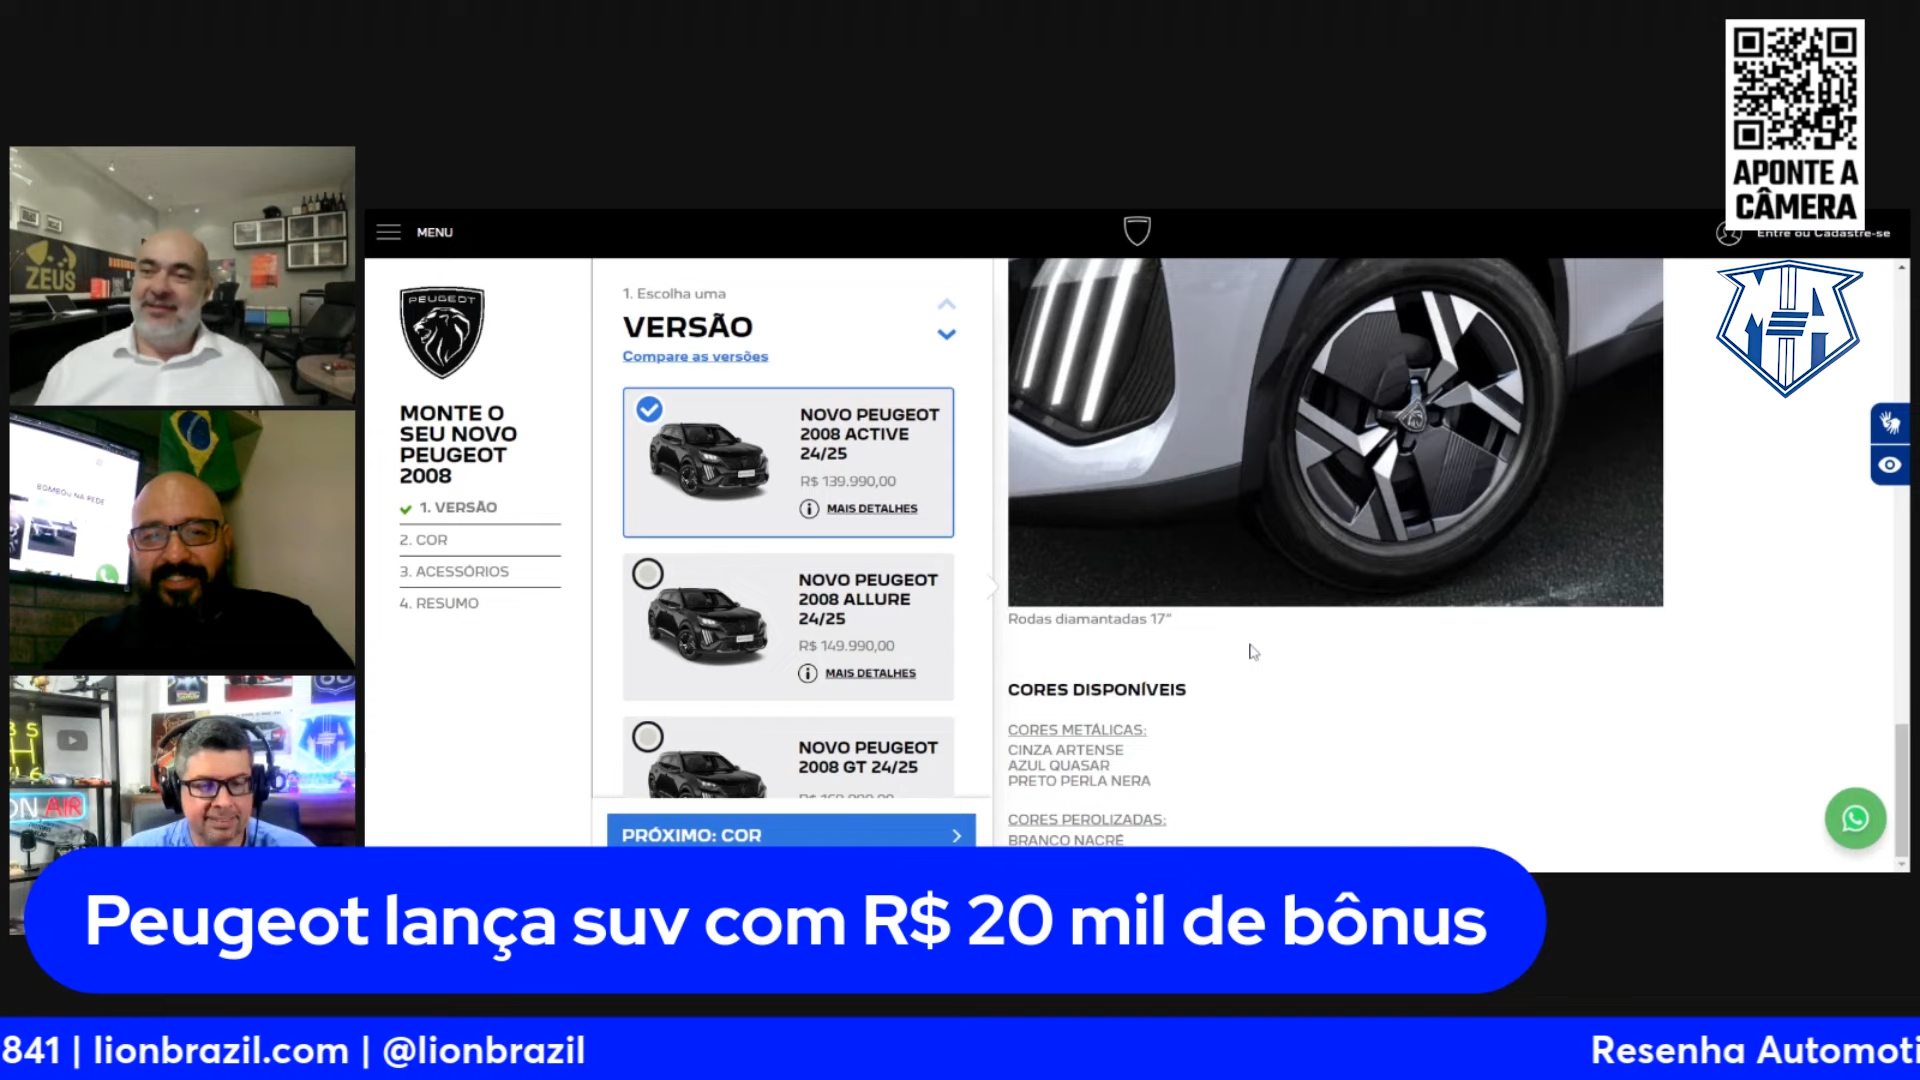 APONTE A
CÂMERA
MENU
Entre ou Cadastre-se
ZEUS
BOMBOU NA REDE
ON AIR
PEUGEOT
MONTE O
SEU NOVO
PEUGEOT
2008
1. VERSÃO
2. COR
3. ACESSÓRIOS
4. RESUMO
1. Escolha uma
VERSÃO
Compare as versões
NOVO PEUGEOT
2008 ACTIVE
24/25
R$ 139.990,00
MAIS DETALHES
NOVO PEUGEOT
2008 ALLURE
24/25
R$ 149.990,00
MAIS DETALHES
NOVO PEUGEOT
2008 GT 24/25
PRÓXIMO: COR
Rodas diamantadas 17”
CORES DISPONÍVEIS
CORES METÁLICAS:
CINZA ARTENSE
AZUL QUASAR
PRETO PERLA NERA
CORES PEROLIZADAS:
BRANCO NACRÉ
Peugeot lança suv com R$ 20 mil de bônus
841 | lionbrazil.com | @lionbrazil
Resenha Automoti